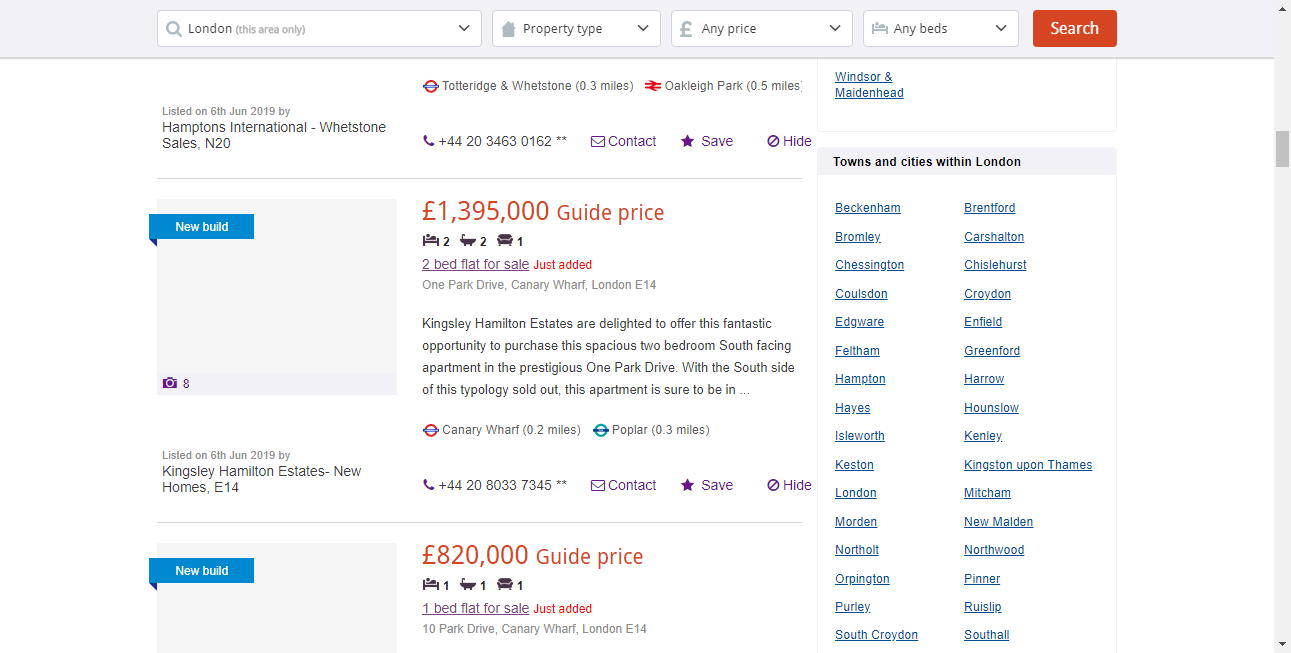 London (this area only)
Property type
Any price
Any beds
Search
Totteridge & Whetstone (0.3 miles) Oakleigh Park (0.5 miles)
Listed on 6th Jun 2019 by
Hamptons International - Whetstone
Sales, N20
+44 20 3463 0162 **
Contact
Save
Hide
New build
8
£1,395,000 Guide price
2 2 1
2 bed flat for sale Just added
One Park Drive, Canary Wharf, London E14
Kingsley Hamilton Estates are delighted to offer this fantastic
opportunity to purchase this spacious two bedroom South facing
apartment in the prestigious One Park Drive. With the South side
of this typology sold out, this apartment is sure to be in ...
Canary Wharf (0.2 miles) Poplar (0.3 miles)
Listed on 6th Jun 2019 by
Kingsley Hamilton Estates- New
Homes, E14
+44 20 8033 7345 **
Contact
Save
Hide
New build
£820,000 Guide price
1 1 1
1 bed flat for sale Just added
10 Park Drive, Canary Wharf, London E14
Windsor &
Maidenhead
Towns and cities within London
Beckenham Brentford
Bromley Carshalton
Chessington Chislehurst
Coulsdon Croydon
Edgware Enfield
Feltham Greenford
Hampton Harrow
Hayes Hounslow
Isleworth Kenley
Keston Kingston upon Thames
London Mitcham
Morden New Malden
Northolt Northwood
Orpington Pinner
Purley Ruislip
South Croydon Southall